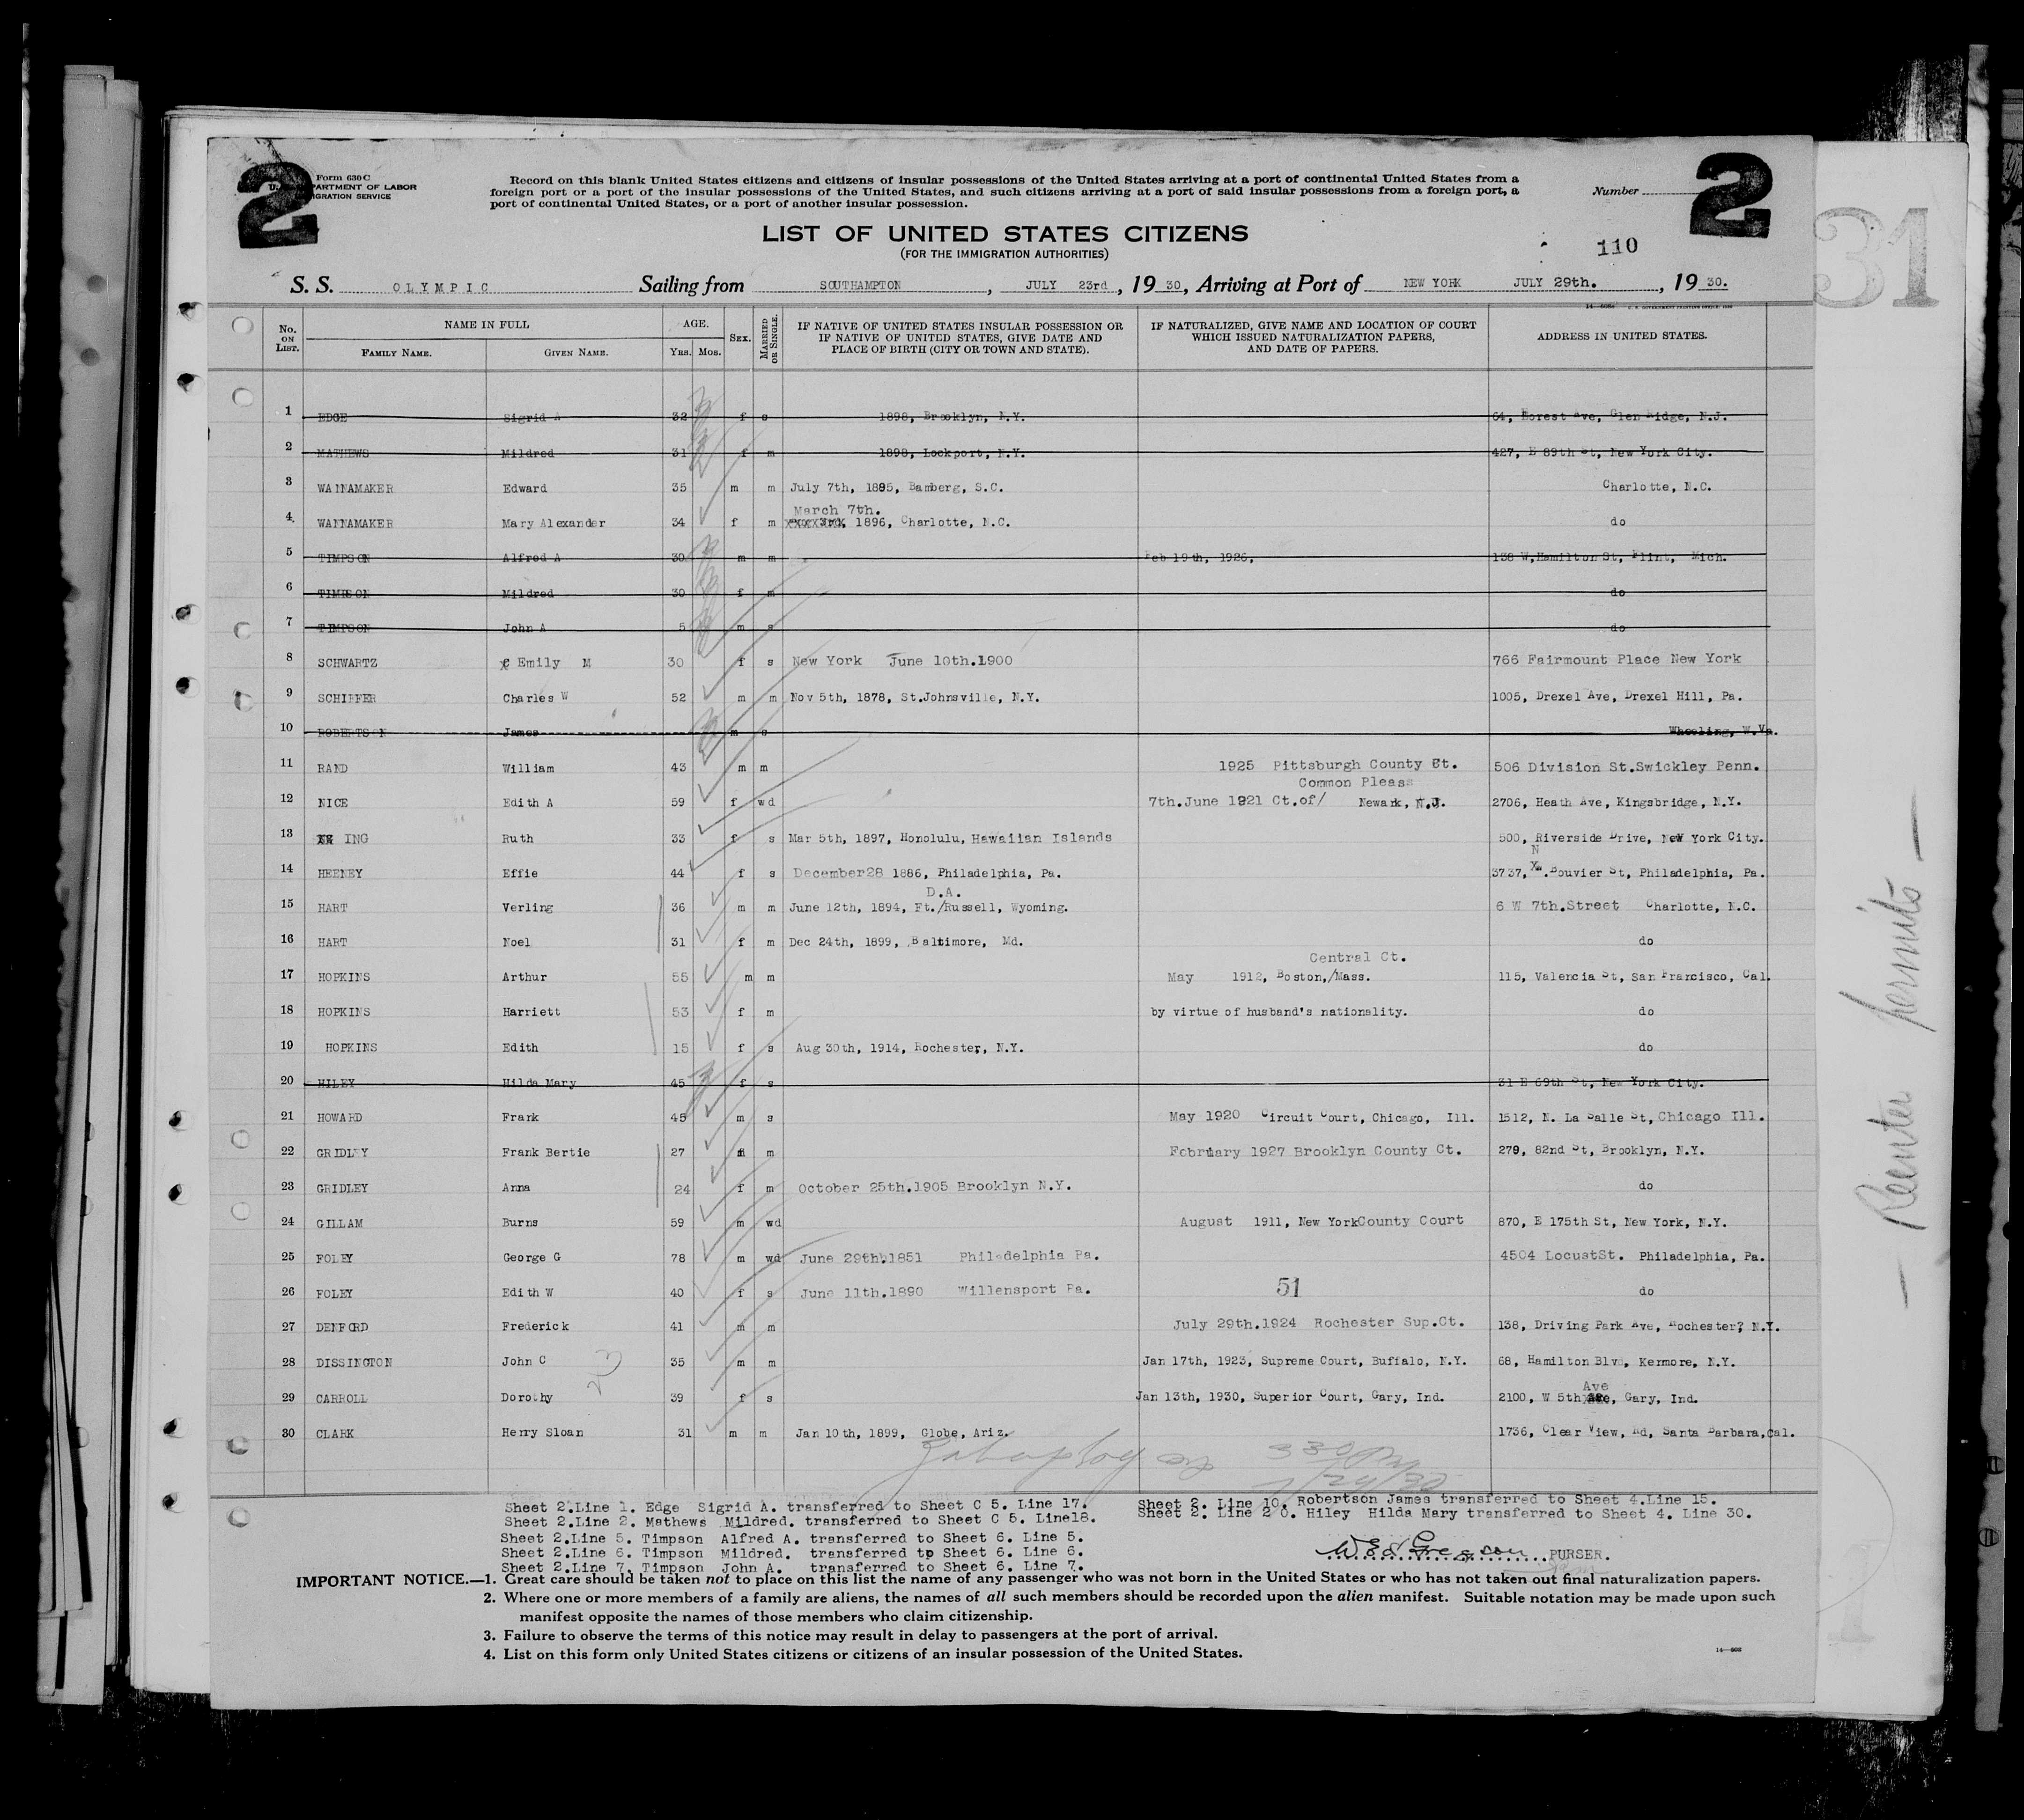 2
Form 630 C
U. S. DEPARTMENT OF LABOR
IMMIGRATION SERVICE
Record on this blank United States citizens and citizens of insular possessions of the United States arriving at a port of continental United States from a
foreign port or a port of the insular possessions of the United States, and such citizens arriving at a port of said insular possessions from a foreign port, a
port of continental United States, or a port of another insular possession.
Number
2
31
LIST OF UNITED STATES CITIZENS
(FOR THE IMMIGRATION AUTHORITIES)
110
S. S. OLYMPIC Sailing from SOUTHAMPTON, JULY 23rd, 1930, Arriving at Port of NEW YORK JULY 29th., 1930.
No. ON LIST. NAME IN FULL FAMILY NAME. GIVEN NAME. AGE. YRS. MOS. SEX. MARRIED OR SINGLE. IF NATIVE OF UNITED STATES INSULAR POSSESSION OR IF NATIVE OF UNITED STATES, GIVE DATE AND PLACE OF BIRTH (CITY OR TOWN AND STATE). IF NATURALIZED, GIVE NAME AND LOCATION OF COURT WHICH ISSUED NATURALIZATION PAPERS, AND DATE OF PAPERS. ADDRESS IN UNITED STATES.
1 EDGE Sigrid A 32 f s 1898, Brooklyn, N.Y. 64, Forest Ave, Glen Ridge, N.J.
2 MATHEWS Mildred 31 f m 1898, Lockport, N.Y. 427, E 89th St, New York City.
3 WANNAMAKER Edward 35 m m July 7th, 1895, Bamberg, S.C. Charlotte, N.C.
March 7th.
4 WANNAMAKER Mary Alexander 34 f m 1896, Charlotte, N.C. do
5 TIMPSON Alfred A 30 m m Feb 19th, 1926, 138 W, Hamilton St, Flint, Mich.
6 TIMPSON Mildred 30 f m do
7 TIMPSON John A 5 m s do
8 SCHWARTZ Emily M 30 f s New York June 10th.1900 766 Fairmount Place New York
9 SCHIFFER Charles W 52 m m Nov 5th, 1878, St.Johnsville, N.Y. 1005, Drexel Ave, Drexel Hill, Pa.
10 ROBERTSON James m s Wheeling, W.Va.
11 RAND William 43 m m 1925 Pittsburgh County Ct. 506 Division St.Swickley Penn.
Common Pleas
12 NICE Edith A 59 f wd 7th.June 1921 Ct.of/ Newark, N.J. 2706, Heath Ave, Kingsbridge, N.Y.
13 ING Ruth 33 f s Mar 5th, 1897, Honolulu, Hawaiian Islands 500, Riverside Drive, New York City.
N
14 HEENEY Effie 44 f s December28 1886, Philadelphia, Pa. 3737, .Bouvier St, Philadelphia, Pa.
D.A.
15 HART Verling 36 m m June 12th, 1894, Ft./Russell, Wyoming. 6 W 7th.Street Charlotte, N.C.
16 HART Noel 31 f m Dec 24th, 1899, Baltimore, Md. do
Central Ct.
17 HOPKINS Arthur 55 m m May 1912, Boston,/Mass. 115, Valencia St, San Francisco, Cal.
18 HOPKINS Harriett 53 f m by virtue of husband's nationality. do
19 HOPKINS Edith 15 f s Aug 30th, 1914, Rochester, N.Y. do
20 HILEY Hilda Mary 45 f s 31 E 69th St, New York City.
21 HOWARD Frank 45 m s May 1920 Circuit Court, Chicago, Ill. 1512, N. La Salle St, Chicago Ill.
22 GRIDLEY Frank Bertie 27 m m February 1927 Brooklyn County Ct. 279, 82nd St, Brooklyn, N.Y.
23 GRIDLEY Anna 24 f m October 25th.1905 Brooklyn N.Y. do
24 GILLAM Burns 59 m wd August 1911, New YorkCounty Court 870, E 175th St, New York, N.Y.
25 FOLEY George G 78 m wd June 29th.1851 Philadelphia Pa. 4504 LocustSt. Philadelphia, Pa.
26 FOLEY Edith W 40 f s June 11th.1890 Willensport Pa. 51 do
27 DENFORD Frederick 41 m m July 29th.1924 Rochester Sup.Ct. 138, Driving Park Ave, Rochester? N.Y.
28 DISSINGTON John C 35 m m Jan 17th, 1923, Supreme Court, Buffalo, N.Y. 68, Hamilton Blvd, Kenmore, N.Y.
Ave
29 CARROLL Dorothy 39 f s Jan 13th, 1930, Superior Court, Gary, Ind. 2100, W 5th , Gary, Ind.
30 CLARK Henry Sloan 31 m m Jan 10th, 1899, Globe, Ariz. 1736, Clear View, Rd, Santa Barbara, Cal.
Sheet 2.Line 1. Edge Sigrid A. transferred to Sheet C 5. Line 17.
Sheet 2.Line 2. Mathews Mildred. transferred to Sheet C 5. Line18.
Sheet 2.Line 5. Timpson Alfred A. transferred to Sheet 6. Line 5.
Sheet 2.Line 6. Timpson Mildred. transferred to Sheet 6. Line 6.
Sheet 2.Line 7. Timpson John A. transferred to Sheet 6. Line 7.
Sheet 2. Line 10. Robertson James transferred to Sheet 4.Line 15.
Sheet 2. Line 2 0. Hiley Hilda Mary transferred to Sheet 4. Line 30.
PURSER.
IMPORTANT NOTICE.—1. Great care should be taken not to place on this list the name of any passenger who was not born in the United States or who has not taken out final naturalization papers.
2. Where one or more members of a family are aliens, the names of all such members should be recorded upon the alien manifest. Suitable notation may be made upon such
manifest opposite the names of those members who claim citizenship.
3. Failure to observe the terms of this notice may result in delay to passengers at the port of arrival.
4. List on this form only United States citizens or citizens of an insular possession of the United States.
— Reenter permits —